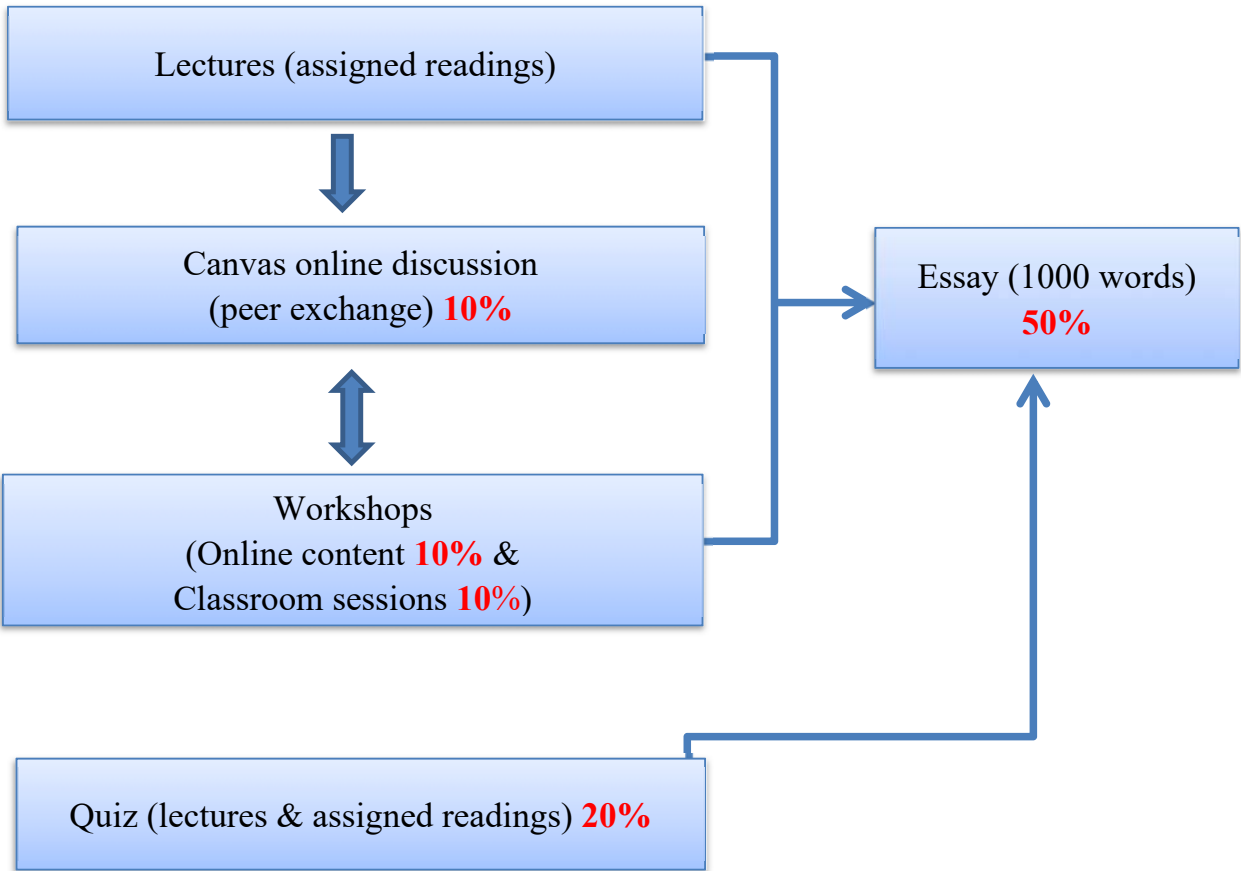 Lectures (assigned readings)
Canvas online discussion
(peer exchange) 10%
Workshops
(Online content 10% &
Classroom sessions 10%)
Quiz (lectures & assigned readings) 20%
Essay (1000 words)
50%